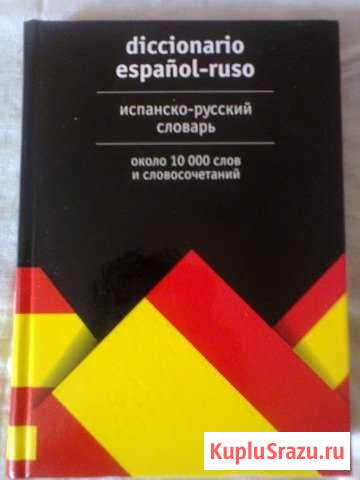 diccionario
español-ruso
испанско-русский
словарь
около 10 000 слов
и словосочетаний
KupluSrazu.ru